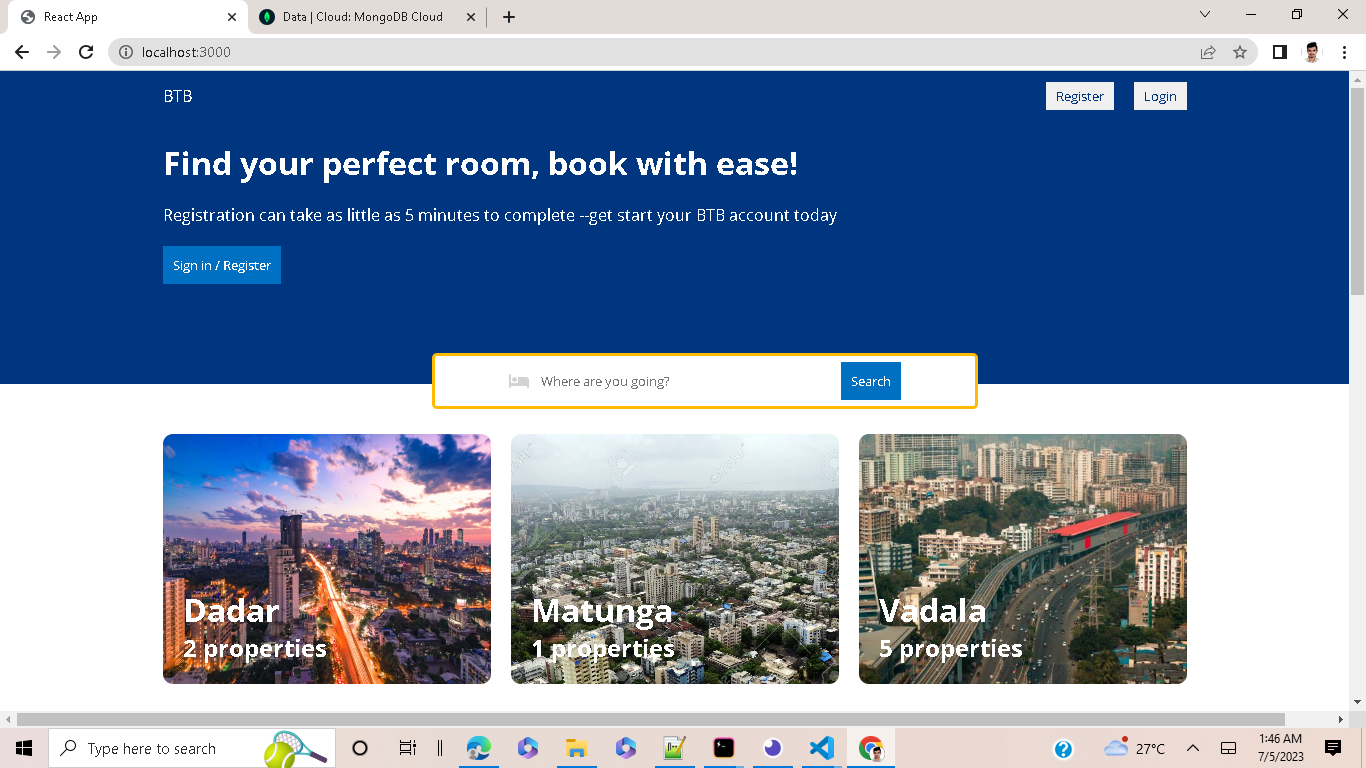 React App
Data | Cloud: MongoDB Cloud
localhost:3000
BTB
Register
Login
Find your perfect room, book with ease!
Registration can take as little as 5 minutes to complete --get start your BTB account today
Sign in / Register
Where are you going?
Search
Dadar
2 properties
Matunga
1 properties
Vadala
5 properties
Type here to search
27°C
1:46 AM
7/5/2023